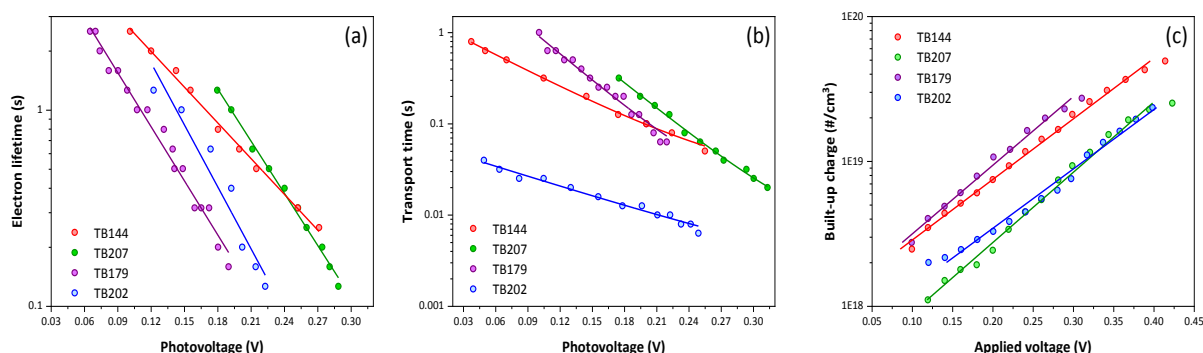 (a)
Electron lifetime (s)
1
0.1
TB144
TB207
TB179
TB202
0.03 0.06 0.09 0.12 0.15 0.18 0.21 0.24 0.27 0.30
Photovoltage (V)
(b)
Transport time (s)
1
0.1
0.01
0.001
TB144
TB207
TB179
TB202
0.03 0.06 0.09 0.12 0.15 0.18 0.21 0.24 0.27 0.30
Photovoltage (V)
(c)
Built-up charge (#/cm³)
1E20
1E19
1E18
TB144
TB207
TB179
TB202
0.05 0.10 0.15 0.20 0.25 0.30 0.35 0.40 0.45
Applied voltage (V)